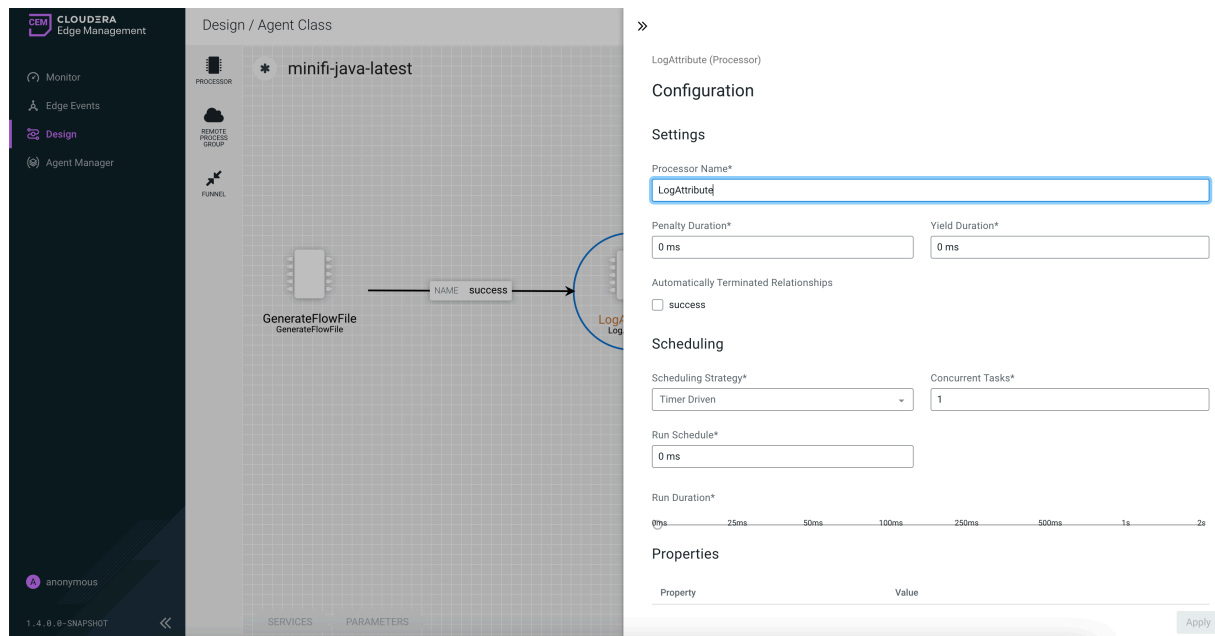 CEM
CLOUDERA
Edge Management
Monitor
Edge Events
Design
Agent Manager
A anonymous
1.4.0.0-SNAPSHOT
Design / Agent Class
PROCESSOR
REMOTE
PROCESS
GROUP
FUNNEL
minifi-java-latest
GenerateFlowFile
GenerateFlowFile
NAME success
SERVICES PARAMETERS
LogAttribute (Processor)
Configuration
Settings
Processor Name*
LogAttribute
Penalty Duration* Yield Duration*
0 ms 0 ms
Automatically Terminated Relationships
success
Scheduling
Scheduling Strategy* Concurrent Tasks*
Timer Driven 1
Run Schedule*
0 ms
Run Duration*
0ms 25ms 50ms 100ms 250ms 500ms 1s 2s
Properties
Property Value
Apply